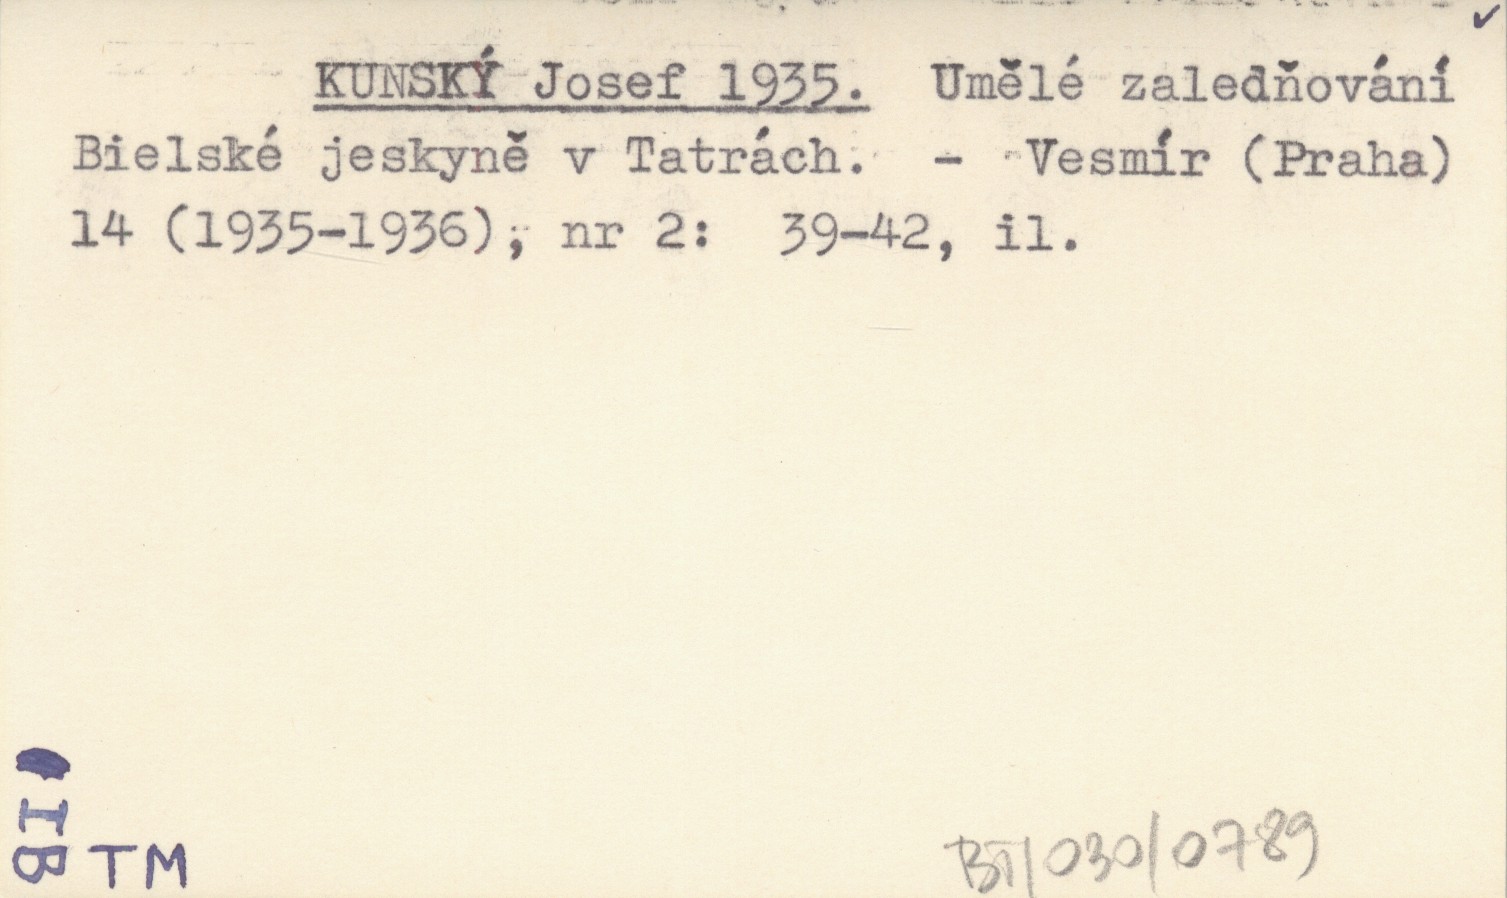 KUNSKÝ Josef 1935. Umělé zaledňování
Bielské jeskyně v Tatrách. - Vesmír (Praha)
14 (1935-1936), nr 2: 39-42, il.
IB
TM
BT/030/0789